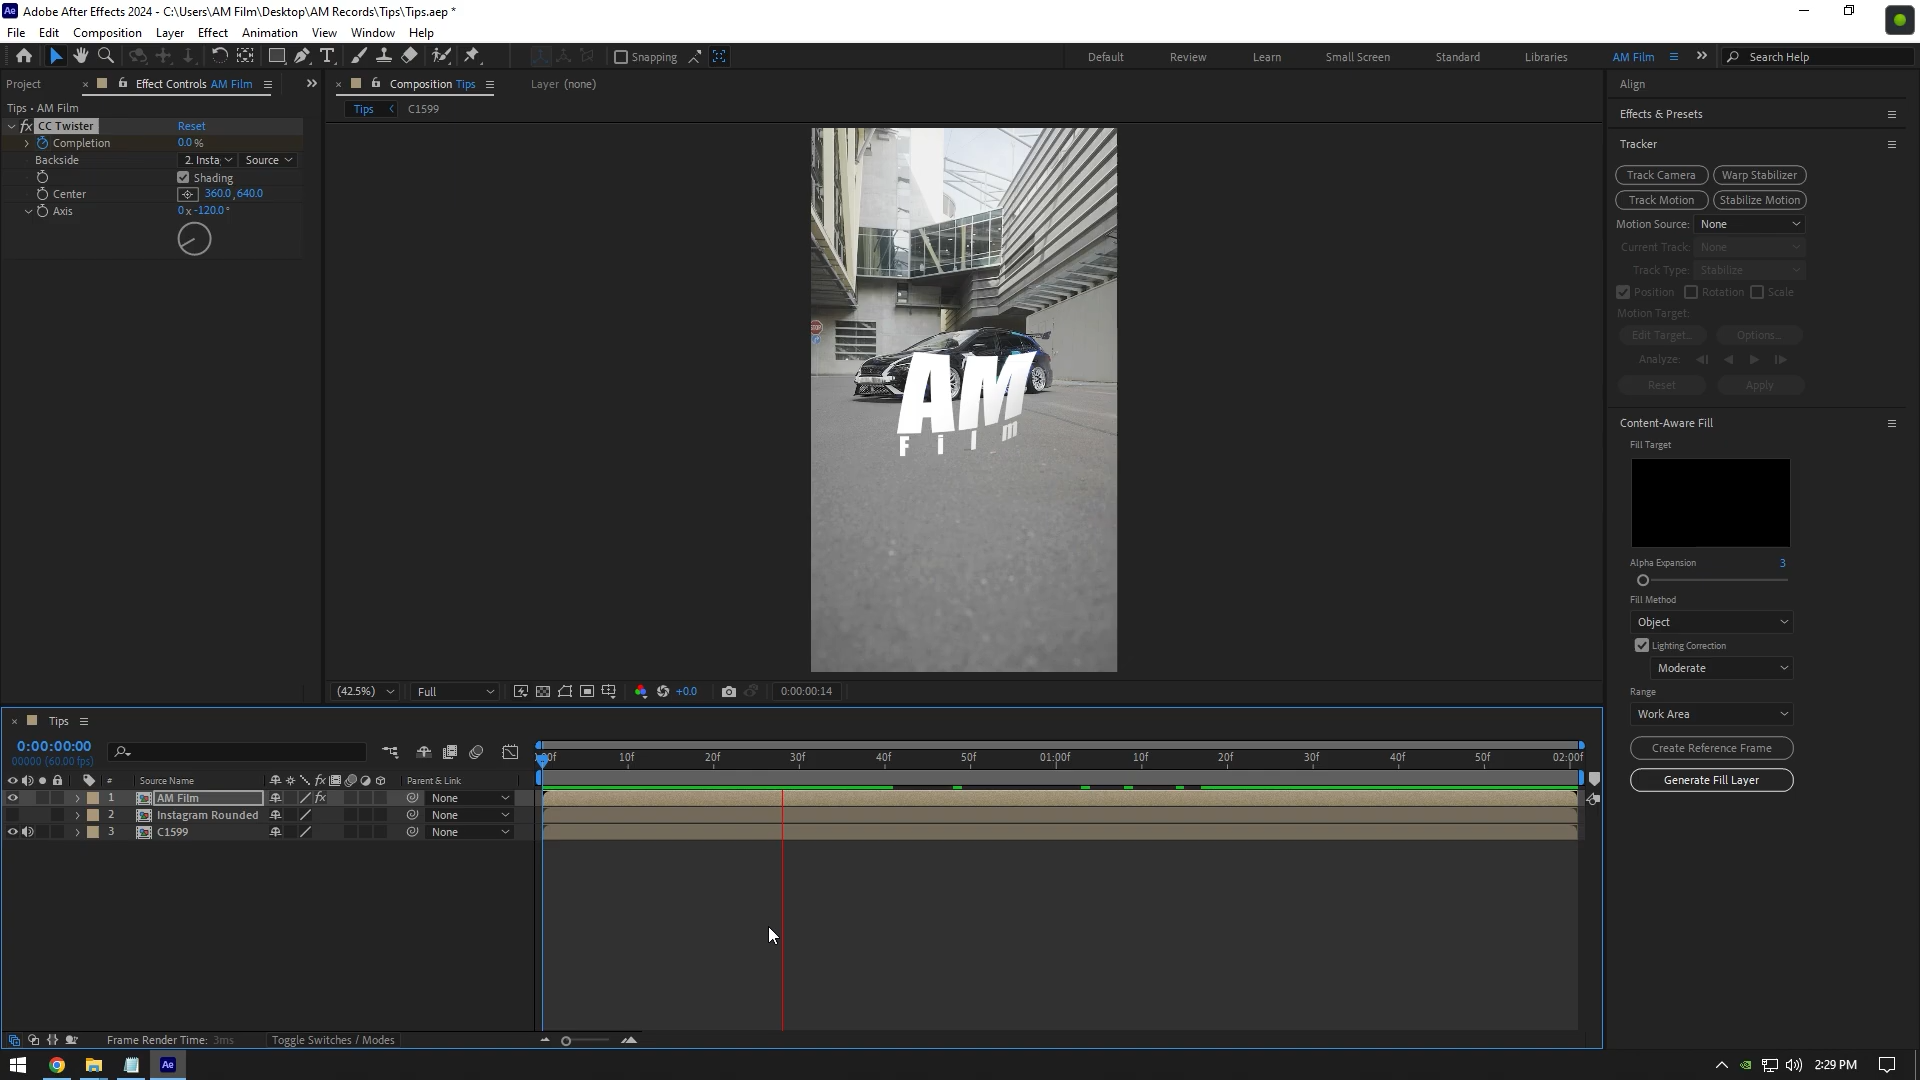 Adobe After Effects 2024 - C:\Users\AM Film\Desktop\AM Records\Tips\Tips.aep *
File Edit Composition Layer Effect Animation View Window Help
Snapping
Default Review Learn Small Screen Standard Libraries AM Film Search Help
Project Effect Controls AM Film Composition Tips Layer (none) Align
Tips • AM Film Tips C1599
Effects & Presets
fx CC Twister Reset
Completion 0.0 %
Tracker
Backside 2. Insta Source
Shading
Track Camera Warp Stabilizer
Center 360.0, 640.0
Track Motion Stabilize Motion
Axis 0x-120.0°
Motion Source: None
Current Track: None
Track Type: Stabilize
Position Rotation Scale
Motion Target:
Edit Target... Options...
Analyze:
Reset Apply
AM
Film
Content-Aware Fill
Fill Target
Alpha Expansion 3
Fill Method
Object
Lighting Correction
Moderate
Range
Work Area
(42.5%) Full +0.0 0:00:00:14
Create Reference Frame
Generate Fill Layer
Tips
0:00:00:00
00000 (60.00 fps)
10f 20f 30f 40f 50f 01:00f 10f 20f 30f 40f 50f 02:00f
# Source Name fx Parent & Link
1 AM Film fx None
2 Instagram Rounded None
3 C1599 None
Frame Render Time: 3ms Toggle Switches / Modes
Ae 2:29 PM